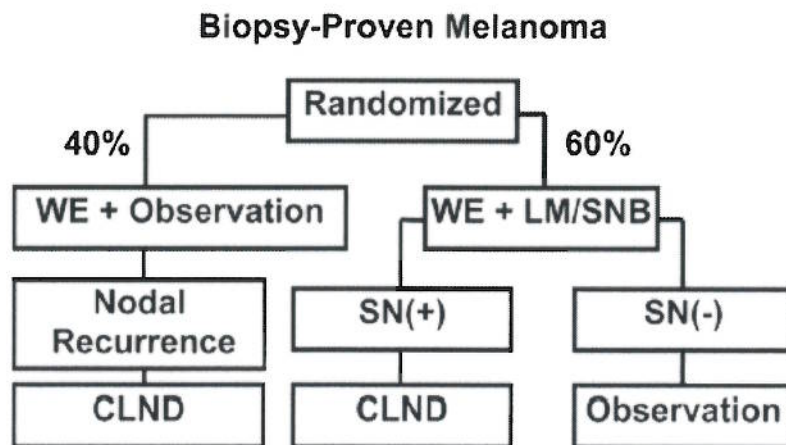 Biopsy-Proven Melanoma
Randomized
40%
60%
WE + Observation
WE + LM/SNB
Nodal
Recurrence
SN(+)
SN(-)
CLND
CLND
Observation